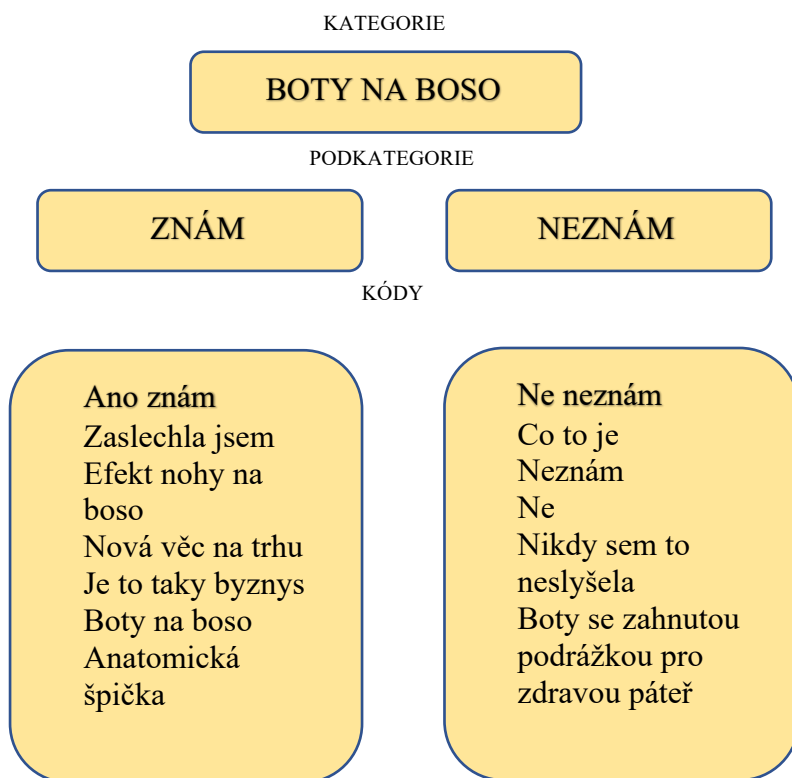 KATEGORIE
BOTY NA BOSO
PODKATEGORIE
ZNÁM
NEZNÁM
KÓDY
Ano znám
Zaslechla jsem
Efekt nohy na
boso
Nová věc na trhu
Je to taky byznys
Boty na boso
Anatomická
špička
Ne neznám
Co to je
Neznám
Ne
Nikdy sem to
neslyšela
Boty se zahnutou
podrážkou pro
zdravou páteř